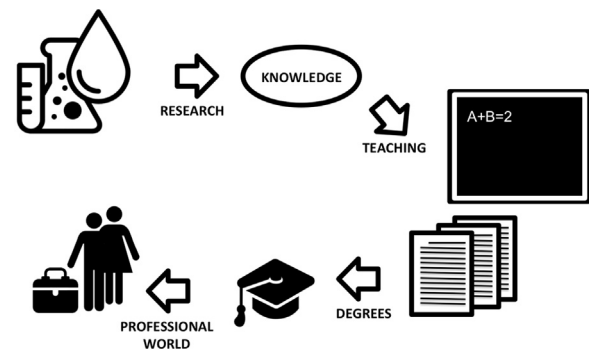 KNOWLEDGE
RESEARCH
TEACHING
A+B=2
DEGREES
PROFESSIONAL
WORLD